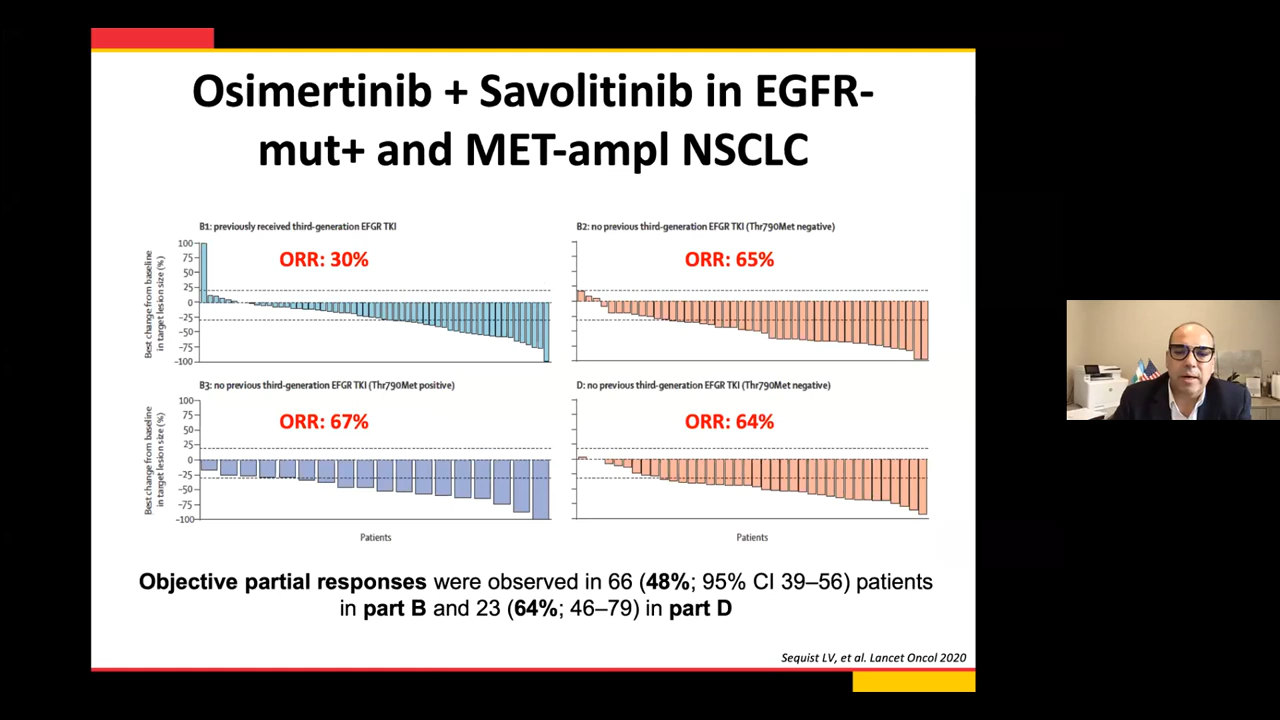 Osimertinib + Savolitinib in EGFR-
mut+ and MET-ampl NSCLC
B1: previously received third-generation EFGR TKI
ORR: 30%
Best change from baseline
in target lesion size (%)
100
75
50
25
0
−25
−50
−75
−100
B2: no previous third-generation EGFR TKI (Thr790Met negative)
ORR: 65%
B3: no previous third-generation EFGR TKI (Thr790Met positive)
ORR: 67%
Best change from baseline
in target lesion size (%)
100
75
50
25
0
−25
−50
−75
−100
Patients
D: no previous third-generation EFGR TKI (Thr790Met negative)
ORR: 64%
Patients
Objective partial responses were observed in 66 (48%; 95% CI 39–56) patients
in part B and 23 (64%; 46–79) in part D
Sequist LV, et al. Lancet Oncol 2020